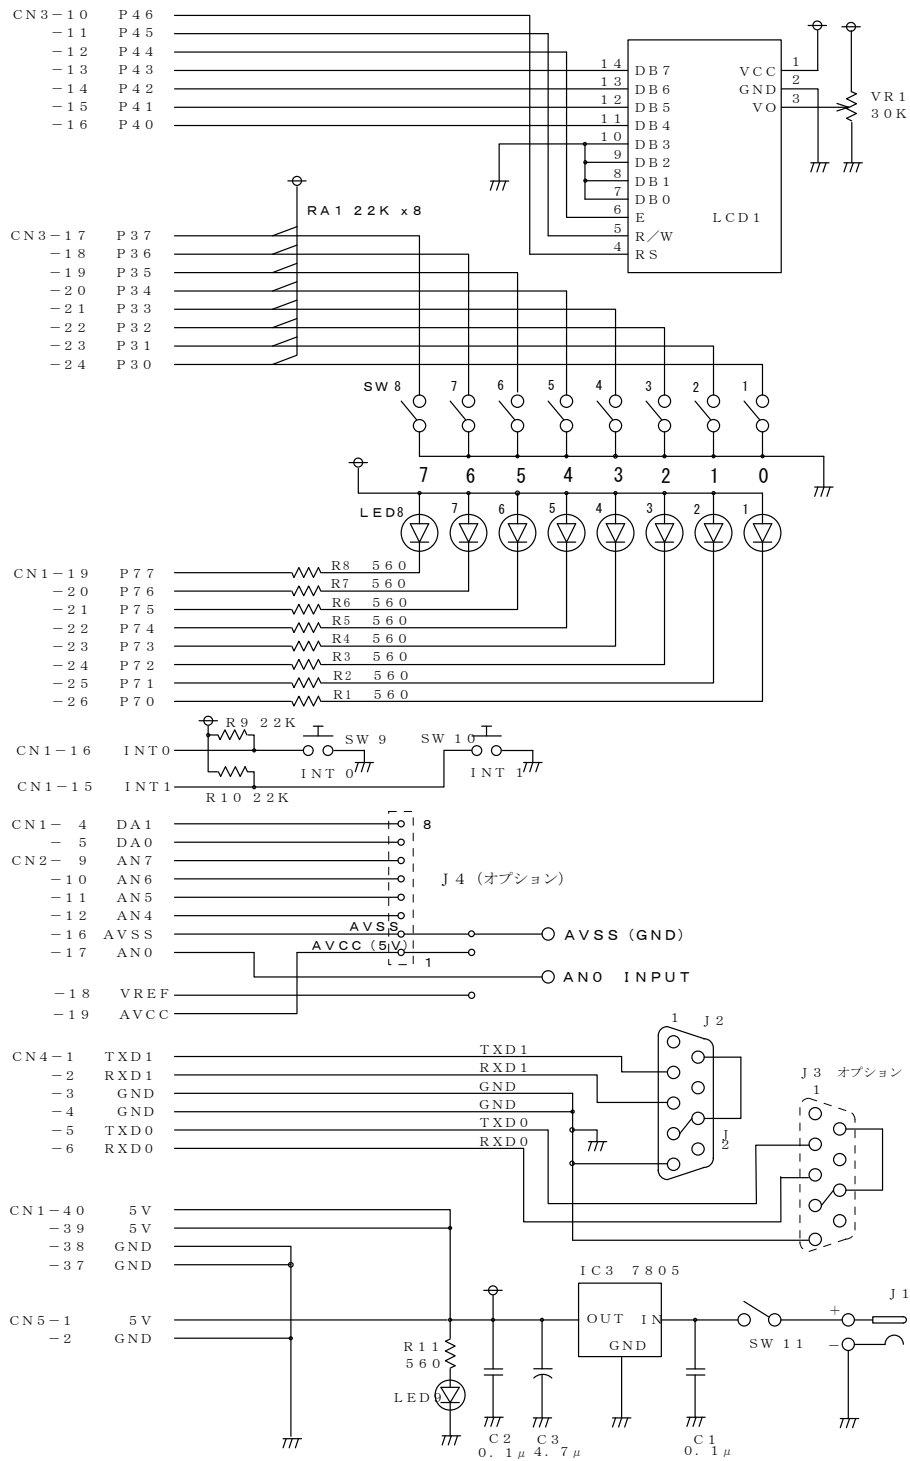 CN3-10 P46
-11 P45
-12 P44
-13 P43
-14 P42
-15 P41
-16 P40
14 DB7
13 DB6
12 DB5
11 DB4
10 DB3
9 DB2
8 DB1
7 DB0
6 E
5 R/W
4 RS
VCC 1
GND 2
VO 3
LCD1
VR1
30K
RA1 22K x8
CN3-17 P37
-18 P36
-19 P35
-20 P34
-21 P33
-22 P32
-23 P31
-24 P30
SW 8 7 6 5 4 3 2 1
7 6 5 4 3 2 1 0
LED8 7 6 5 4 3 2 1
CN1-19 P77 R8 560
-20 P76 R7 560
-21 P75 R6 560
-22 P74 R5 560
-23 P73 R4 560
-24 P72 R3 560
-25 P71 R2 560
-26 P70 R1 560
R9 22K
CN1-16 INT0
SW 9
INT 0
SW 10
INT 1
CN1-15 INT1
R10 22K
CN1- 4 DA1 8
- 5 DA0
CN2- 9 AN7
-10 AN6
-11 AN5
-12 AN4
J4 (オプション)
-16 AVSS AVSS AVSS (GND)
-17 AN0 AVCC (5V) 1
AN0 INPUT
-18 VREF
-19 AVCC
CN4-1 TXD1 TXD1
-2 RXD1 RXD1
-3 GND GND
-4 GND GND
-5 TXD0 TXD0
-6 RXD0 RXD0
1 J2
J2
J3 オプション
1
CN1-40 5V
-39 5V
-38 GND
-37 GND
CN5-1 5V
-2 GND
R11
560
LED9
C2
0.1μ
C3
4.7μ
IC3 7805
OUT IN
GND
C1
0.1μ
SW 11
+
-
J1